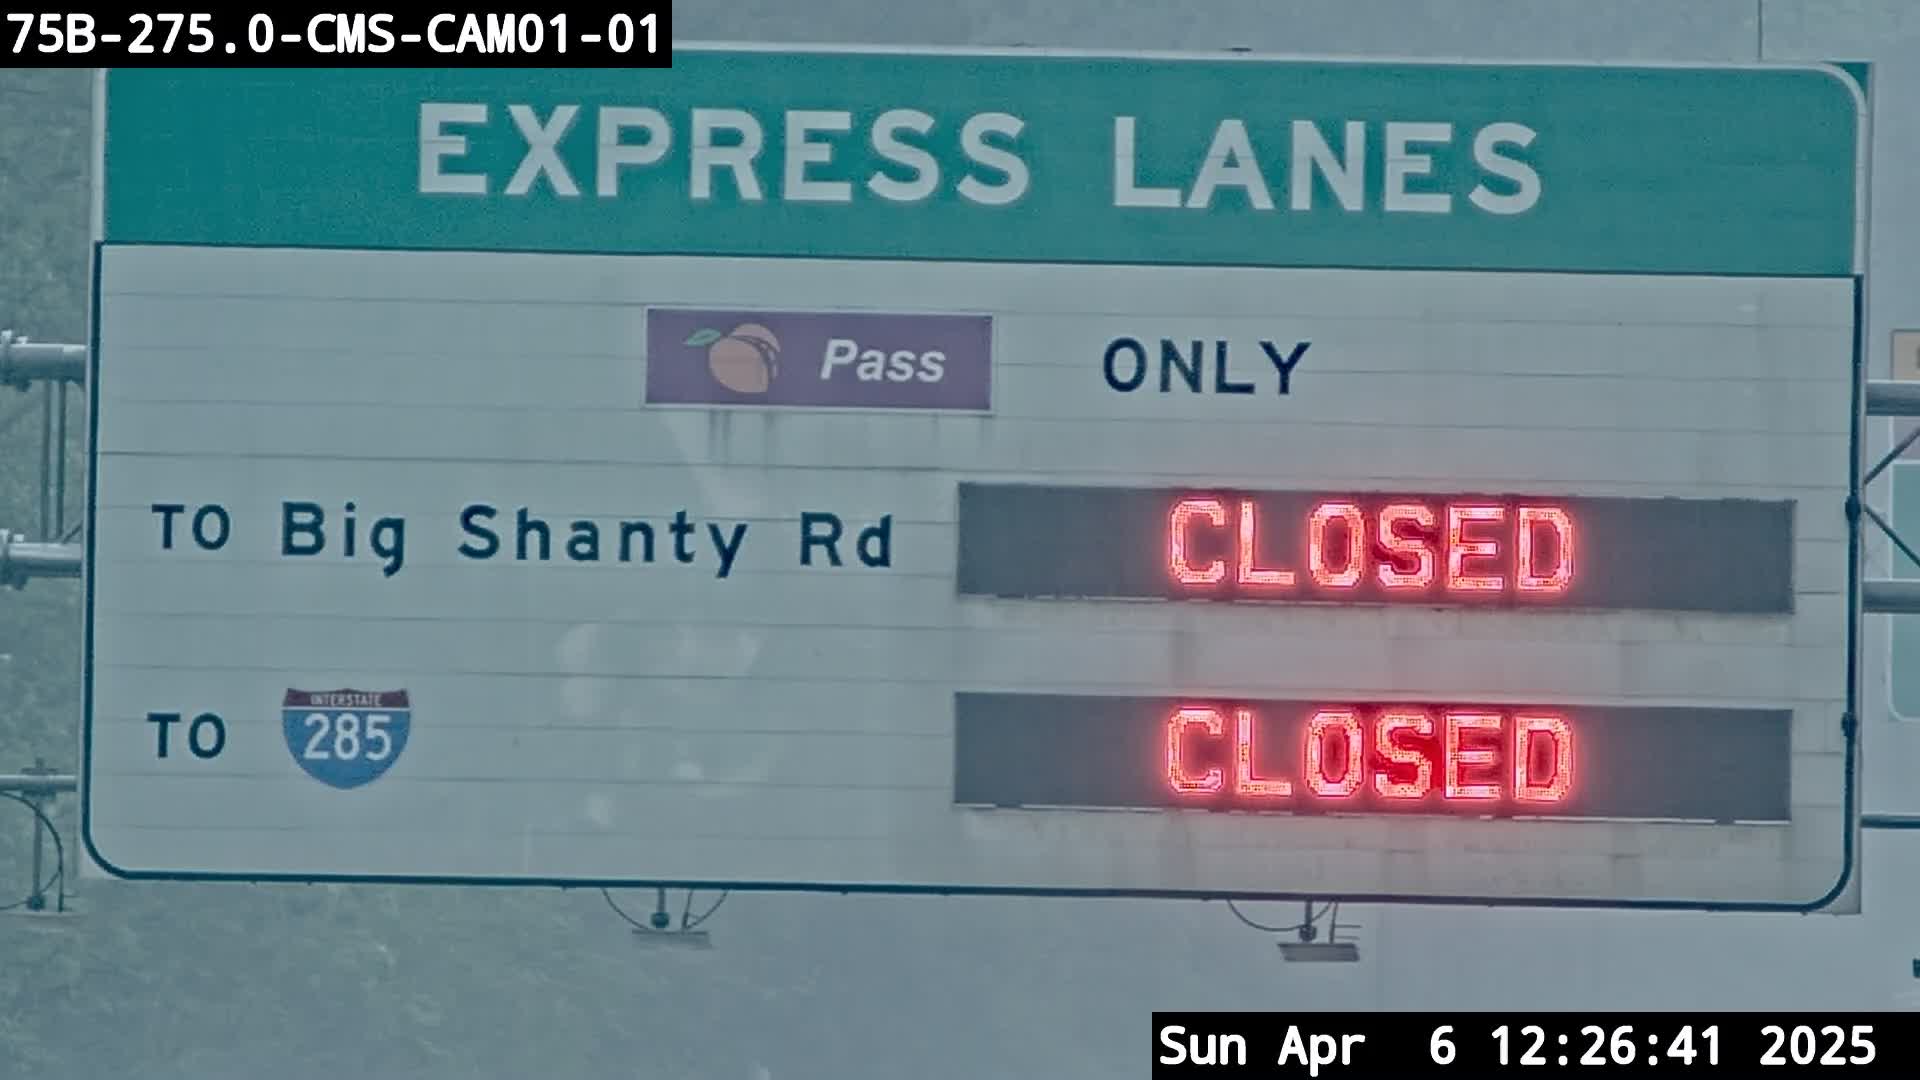 75B-275.0-CMS-CAM01-01
EXPRESS LANES
Pass ONLY
TO Big Shanty Rd CLOSED
TO INTERSTATE 285 CLOSED
Sun Apr 6 12:26:41 2025